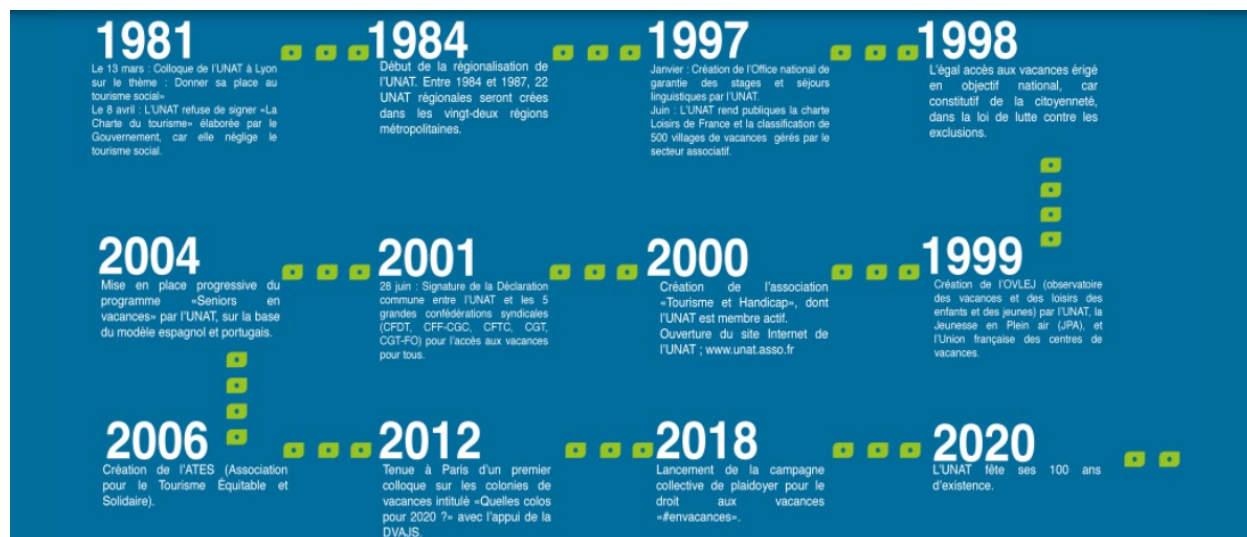 1981
Le 13 mars : Colloque de l'UNAT à Lyon
sur le thème : Donner sa place au
tourisme social»
Le 8 avril : L'UNAT refuse de signer «La
Charte du tourisme» élaborée par le
Gouvernement, car elle néglige le
tourisme social.
1984
Début de la régionalisation de
l'UNAT. Entre 1984 et 1987, 22
UNAT régionales seront crées
dans les vingt-deux régions
métropolitaines.
1997
Janvier : Création de l'Office national de
garantie des stages et séjours
linguistiques par l'UNAT.
Juin : L'UNAT rend publiques la charte
Loisirs de France et la classification de
500 villages de vacances gérés par le
secteur associatif.
1998
L'égal accès aux vacances érigé
en objectif national, car
constitutif de la citoyenneté,
dans la loi de lutte contre les
exclusions.
1999
Création de l'OVLEJ (observatoire
des vacances et des loisirs des
enfants et des jeunes) par l'UNAT, la
Jeunesse en Plein air (JPA), et
l'Union française des centres de
vacances.
2000
Création de l'association
«Tourisme et Handicap», dont
l'UNAT est membre actif.
Ouverture du site Internet de
l'UNAT ; www.unat.asso.fr
2001
28 juin : Signature de la Déclaration
commune entre l'UNAT et les 5
grandes confédérations syndicales
(CFDT, CFF-CGC, CFTC, CGT,
CGT-FO) pour l'accès aux vacances
pour tous.
2004
Mise en place progressive du
programme «Seniors en
vacances» par l'UNAT, sur la base
du modèle espagnol et portugais.
2006
Création de l'ATES (Association
pour le Tourisme Équitable et
Solidaire).
2012
Tenue à Paris d'un premier
colloque sur les colonies de
vacances intitulé «Quelles colos
pour 2020 ?» avec l'appui de la
DVAJS.
2018
Lancement de la campagne
collective de plaidoyer pour le
droit aux vacances
«#envacances».
2020
L'UNAT fête ses 100 ans
d'existence.